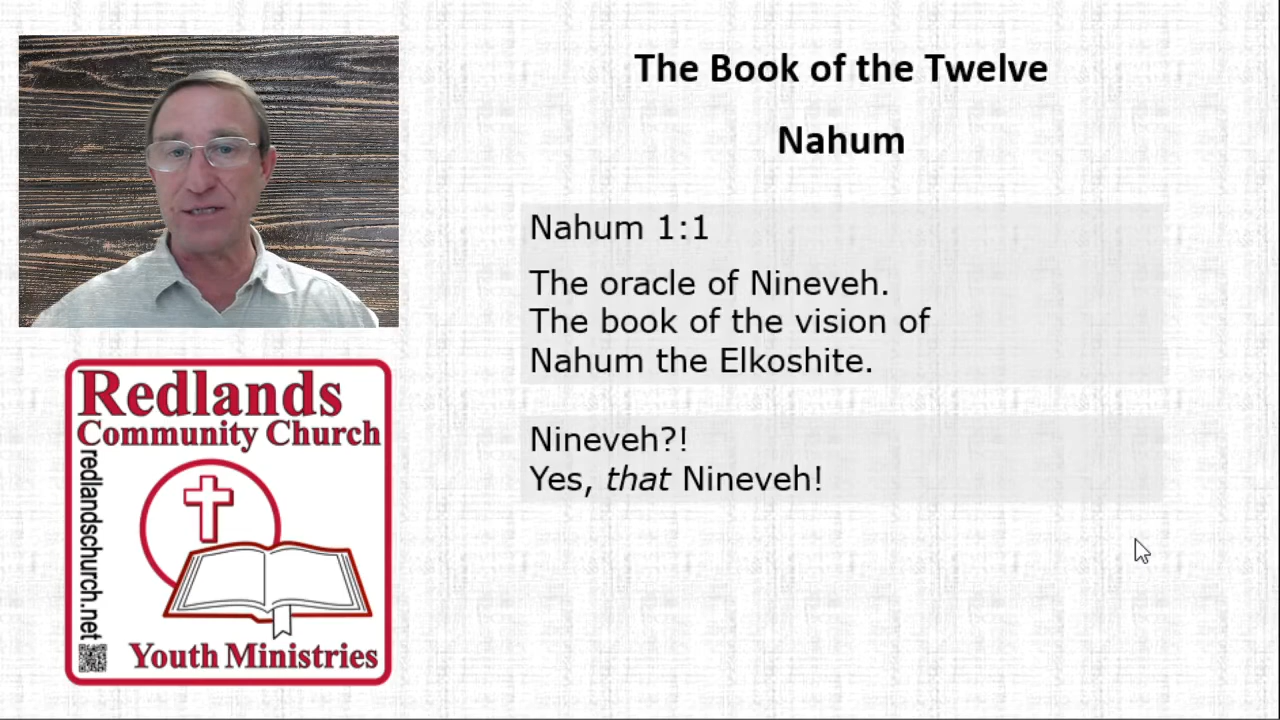 The Book of the Twelve
Nahum
Nahum 1:1
The oracle of Nineveh.
The book of the vision of
Nahum the Elkoshite.
Nineveh?!
Yes, that Nineveh!
Redlands
Community Church
redlandschurch.net
Youth Ministries